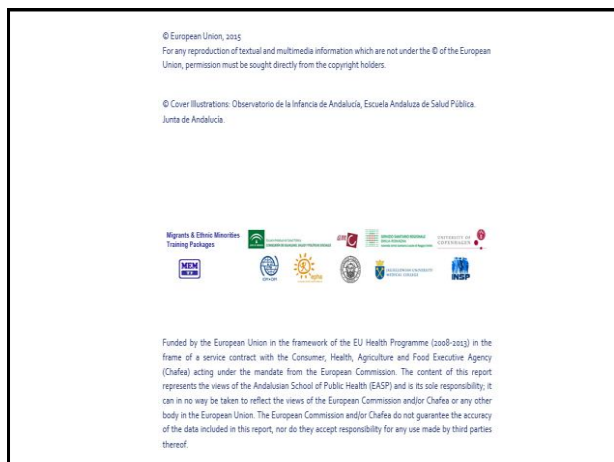 © European Union, 2015
For any reproduction of textual and multimedia information which are not under the © of the European
Union, permission must be sought directly from the copyright holders.
© Cover Illustrations: Observatorio de la Infancia de Andalucía, Escuela Andaluza de Salud Pública.
Junta de Andalucía.
Migrants & Ethnic Minorities
Training Packages
UNIVERSITY OF
COPENHAGEN
MEM
TP
IOM•OIM
JAGIELLONIAN UNIVERSITY
MEDICAL COLLEGE
INSP
Funded by the European Union in the framework of the EU Health Programme (2008-2013) in the
frame of a service contract with the Consumer, Health, Agriculture and Food Executive Agency
(Chafea) acting under the mandate from the European Commission. The content of this report
represents the views of the Andalusian School of Public Health (EASP) and is its sole responsibility; it
can in no way be taken to reflect the views of the European Commission and/or Chafea or any other
body in the European Union. The European Commission and/or Chafea do not guarantee the accuracy
of the data included in this report, nor do they accept responsibility for any use made by third parties
thereof.